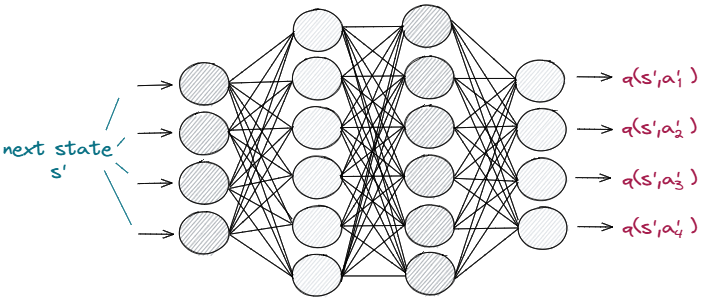 next state
s'
q(s',a'₁)
q(s',a'₂)
q(s',a'₃)
q(s',a'₄)